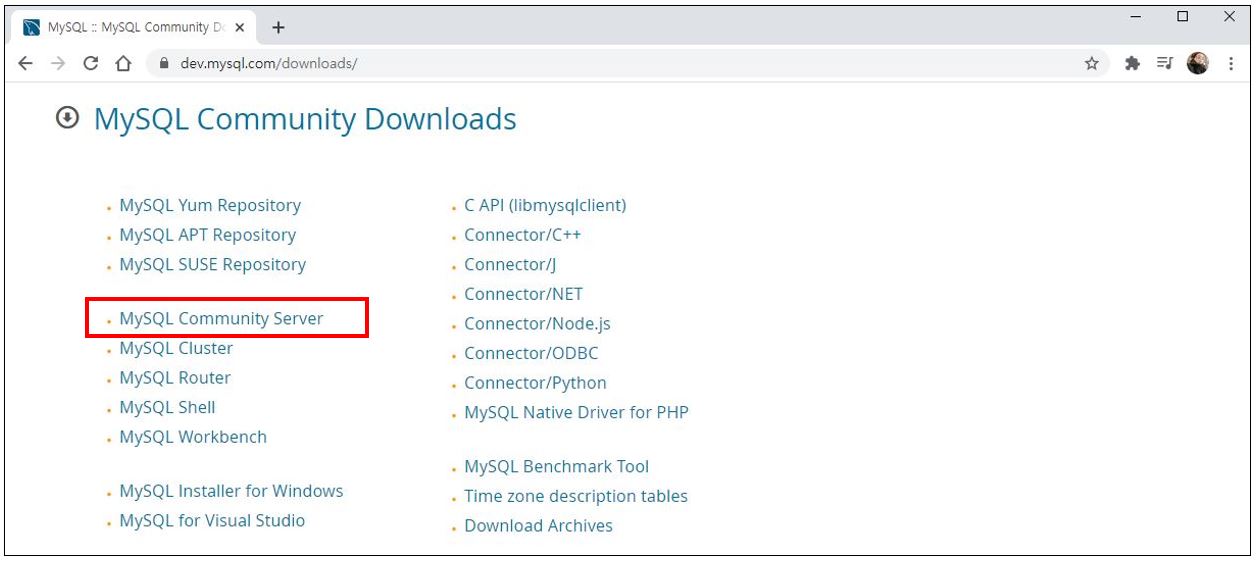 MySQL :: MySQL Community D
dev.mysql.com/downloads/
MySQL Community Downloads
MySQL Yum Repository
MySQL APT Repository
MySQL SUSE Repository
MySQL Community Server
MySQL Cluster
MySQL Router
MySQL Shell
MySQL Workbench
MySQL Installer for Windows
MySQL for Visual Studio
C API (libmysqlclient)
Connector/C++
Connector/J
Connector/NET
Connector/Node.js
Connector/ODBC
Connector/Python
MySQL Native Driver for PHP
MySQL Benchmark Tool
Time zone description tables
Download Archives